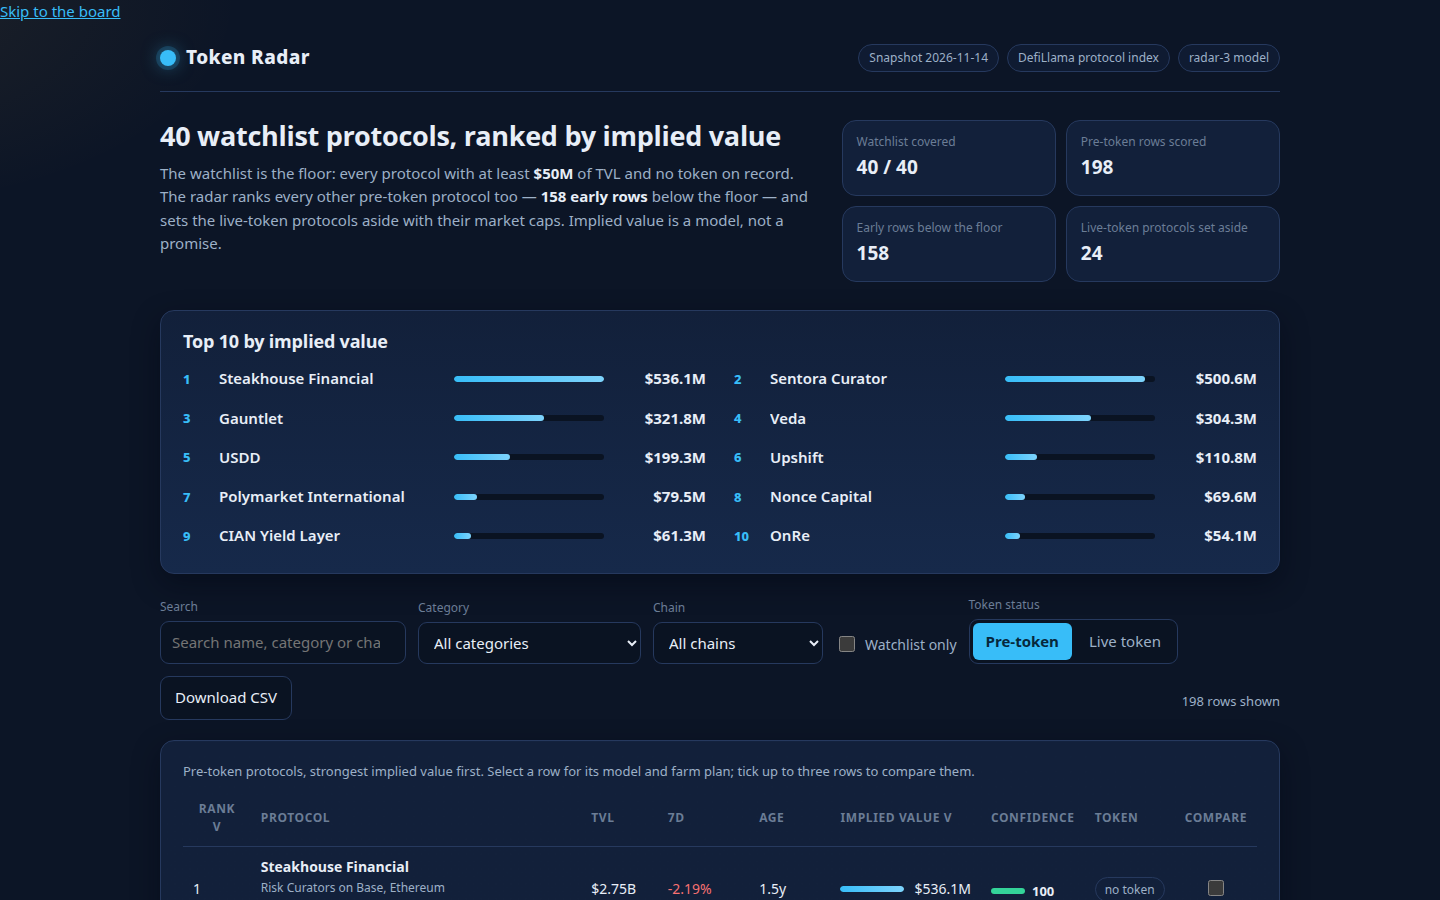 Skip to the board
Token Radar
Snapshot 2026-11-14
DefiLlama protocol index
radar-3 model
40 watchlist protocols, ranked by implied value
The watchlist is the floor: every protocol with at least $50M of TVL and no token on record.
The radar ranks every other pre-token protocol too — 158 early rows below the floor — and
sets the live-token protocols aside with their market caps. Implied value is a model, not a
promise.
Watchlist covered
40 / 40
Pre-token rows scored
198
Early rows below the floor
158
Live-token protocols set aside
24
Top 10 by implied value
1 Steakhouse Financial $536.1M
2 Sentora Curator $500.6M
3 Gauntlet $321.8M
4 Veda $304.3M
5 USDD $199.3M
6 Upshift $110.8M
7 Polymarket International $79.5M
8 Nonce Capital $69.6M
9 CIAN Yield Layer $61.3M
10 OnRe $54.1M
Search
Search name, category or cha
Category
All categories
Chain
All chains
Watchlist only
Token status
Pre-token
Live token
Download CSV
198 rows shown
Pre-token protocols, strongest implied value first. Select a row for its model and farm plan; tick up to three rows to compare them.
RANK V PROTOCOL TVL 7D AGE IMPLIED VALUE V CONFIDENCE TOKEN COMPARE
Steakhouse Financial
Risk Curators on Base, Ethereum
1 $2.75B -2.19% 1.5y $536.1M 100 no token